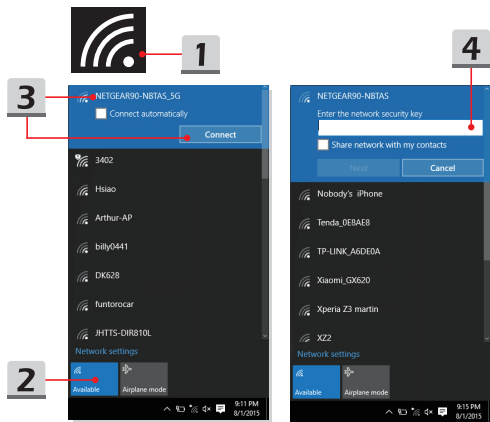 1
3
NETGEAR90-NBTAS_5G
Connect automatically
Connect
3402
Hsiao
Arthur-AP
billy0441
DK628
funtorocar
JHTTS-DIR810L
Network settings
2
Available
Airplane mode
9:11 PM
8/1/2015
4
NETGEAR90-NBTAS
Enter the network security key
Share network with my contacts
Next
Cancel
Nobody's iPhone
Tenda_0E8AE8
TP-LINK_A6DE0A
Xiaomi_GX620
Xperia Z3 martin
XZ2
Network settings
Available
Airplane mode
9:15 PM
8/1/2015